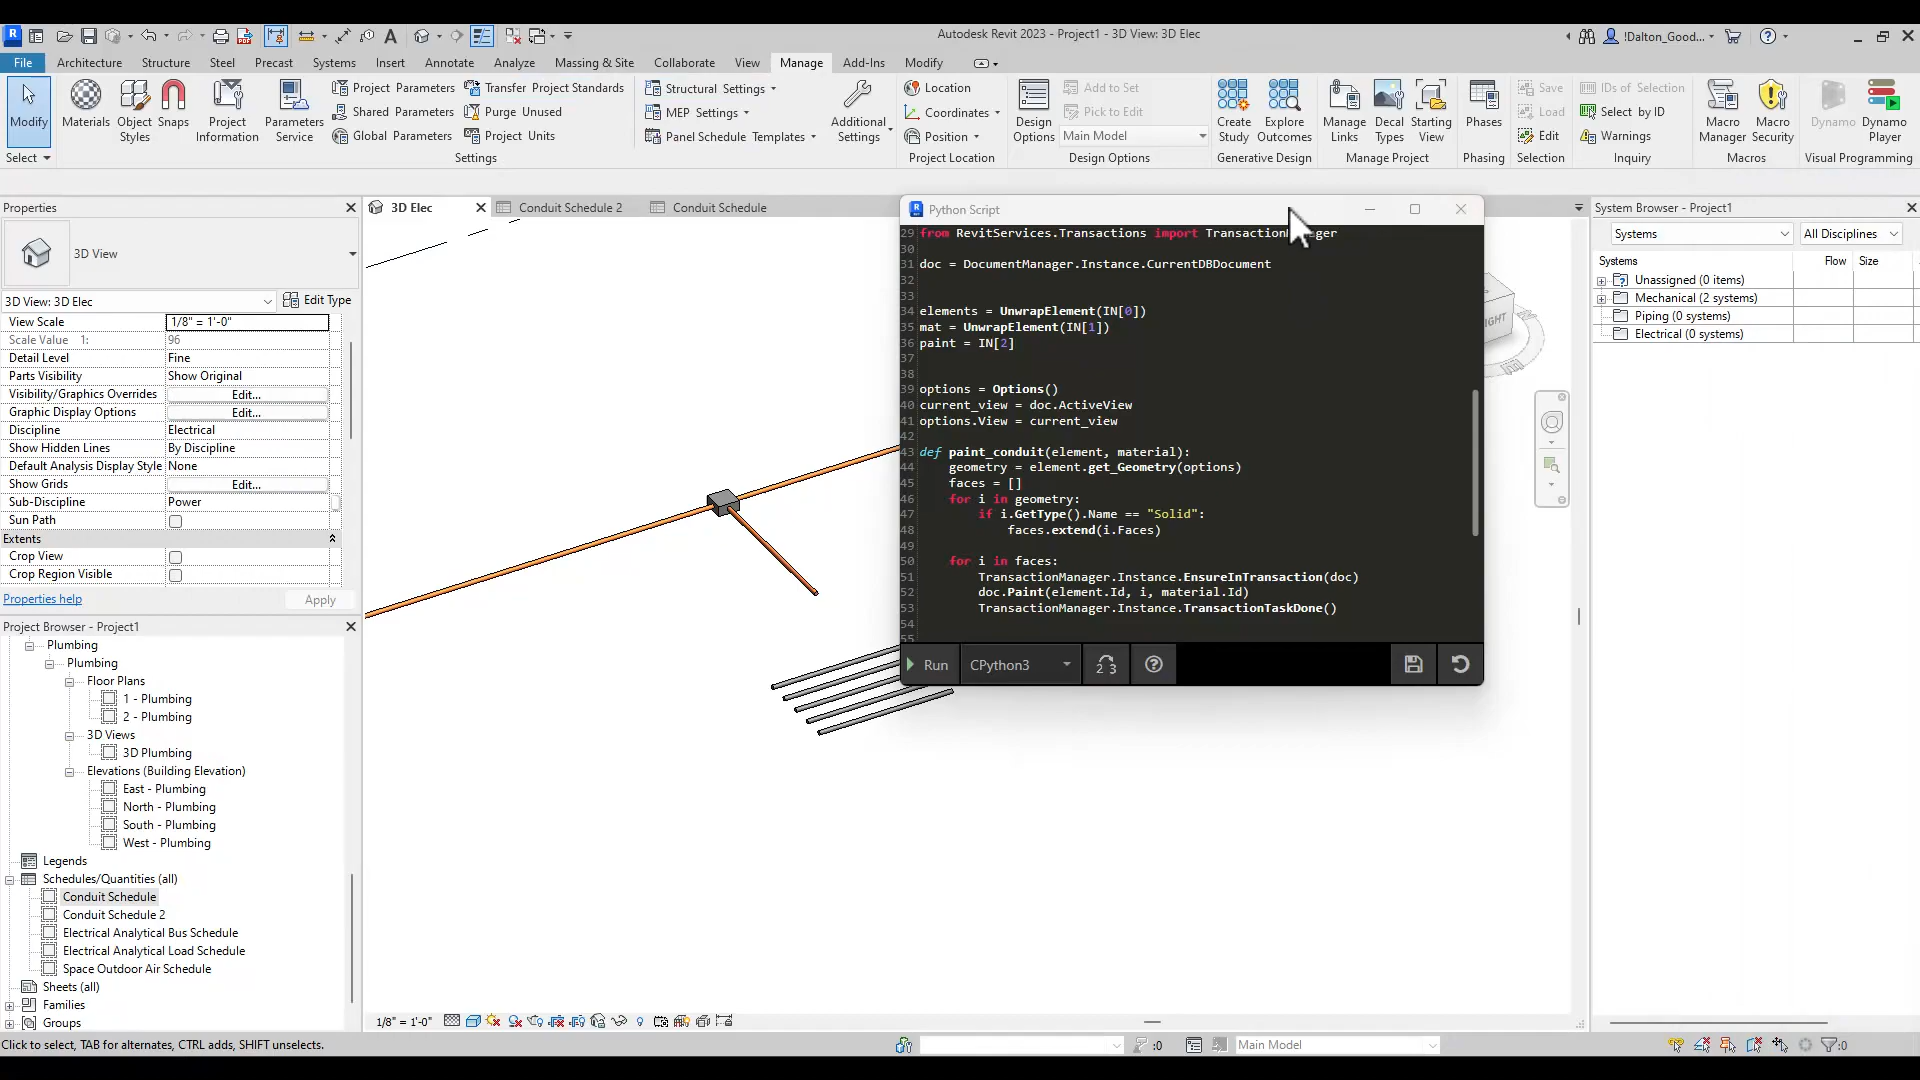 Autodesk Revit 2023 - Project1 - 3D View: 3D Elec
!Dalton_Good...
File Architecture Structure Steel Precast Systems Insert Annotate Analyze Massing & Site Collaborate View Manage Add-Ins Modify
Modify
Materials
Object Styles
Snaps
Project Information
Parameters Service
Project Parameters
Shared Parameters
Global Parameters
Transfer Project Standards
Purge Unused
Project Units
Structural Settings
MEP Settings
Panel Schedule Templates
Additional Settings
Location
Coordinates
Position
Design Options
Add to Set
Pick to Edit
Main Model
Create Study
Explore Outcomes
Manage Links
Decal Types
Starting View
Phases
Save
Load
Edit
IDs of Selection
Select by ID
Warnings
Macro Manager
Macro Security
Dynamo
Dynamo Player
Select
Settings
Project Location
Design Options
Generative Design
Manage Project
Phasing
Selection
Inquiry
Macros
Visual Programming
Properties
3D View
3D View: 3D Elec
Edit Type
View Scale 1/8" = 1'-0"
Scale Value 1: 96
Detail Level Fine
Parts Visibility Show Original
Visibility/Graphics Overrides Edit...
Graphic Display Options Edit...
Discipline Electrical
Show Hidden Lines By Discipline
Default Analysis Display Style None
Show Grids Edit...
Sub-Discipline Power
Sun Path
Extents
Crop View
Crop Region Visible
Properties help
Apply
Project Browser - Project1
Plumbing
Plumbing
Floor Plans
1 - Plumbing
2 - Plumbing
3D Views
3D Plumbing
Elevations (Building Elevation)
East - Plumbing
North - Plumbing
South - Plumbing
West - Plumbing
Legends
Schedules/Quantities (all)
Conduit Schedule
Conduit Schedule 2
Electrical Analytical Bus Schedule
Electrical Analytical Load Schedule
Space Outdoor Air Schedule
Sheets (all)
Families
Groups
3D Elec
Conduit Schedule 2
Conduit Schedule
Python Script
29 from RevitServices.Transactions import Transaction ager
30
31 doc = DocumentManager.Instance.CurrentDBDocument
32
33
34 elements = UnwrapElement(IN[0])
35 mat = UnwrapElement(IN[1])
36 paint = IN[2]
37
38
39 options = Options()
40 current_view = doc.ActiveView
41 options.View = current_view
42
43 def paint_conduit(element, material):
44 geometry = element.get_Geometry(options)
45 faces = []
46 for i in geometry:
47 if i.GetType().Name == "Solid":
48 faces.extend(i.Faces)
49
50 for i in faces:
51 TransactionManager.Instance.EnsureInTransaction(doc)
52 doc.Paint(element.Id, i, material.Id)
53 TransactionManager.Instance.TransactionTaskDone()
54
55
Run
CPython3
2 3
RIGHT
System Browser - Project1
Systems
All Disciplines
Systems Flow Size
Unassigned (0 items)
Mechanical (2 systems)
Piping (0 systems)
Electrical (0 systems)
1/8" = 1'-0"
Click to select, TAB for alternates, CTRL adds, SHIFT unselects.
:0
Main Model
:0